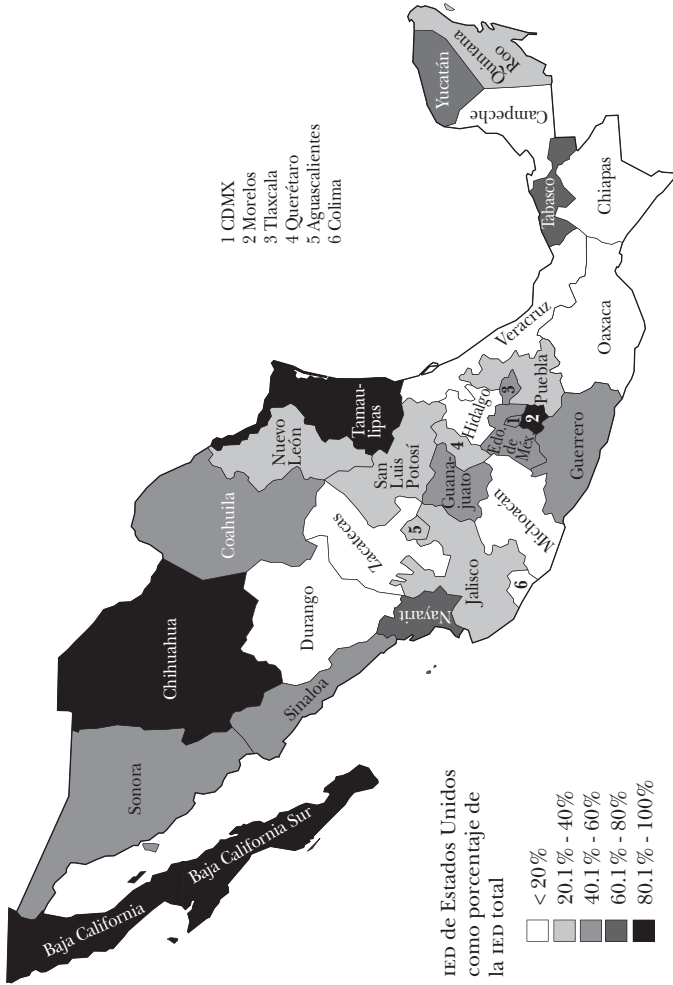 Baja California
Baja California Sur
Sonora
Chihuahua
Sinaloa
Durango
Coahuila
Nuevo
León
Tamau-
lipas
Zacatecas
San
Luis
Potosí
Nayarit
Jalisco
5
6
Guana-
juato
4
Michoacán
Hidalgo
Edo.
de
Méx
1
2
3
Puebla
Guerrero
Veracruz
Oaxaca
Tabasco
Chiapas
Campeche
Yucatán
Quintana
Roo
1 CDMX
2 Morelos
3 Tlaxcala
4 Querétaro
5 Aguascalientes
6 Colima
IED de Estados Unidos
como porcentaje de
la IED total
< 20%
20.1% - 40%
40.1% - 60%
60.1% - 80%
80.1% - 100%